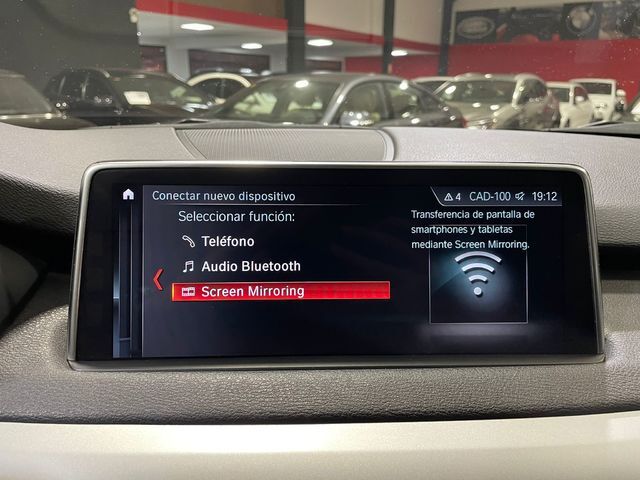 Conectar nuevo dispositivo
4 CAD-100 19:12
Seleccionar función:
Teléfono
Audio Bluetooth
Screen Mirroring
Transferencia de pantalla de
smartphones y tabletas
mediante Screen Mirroring.